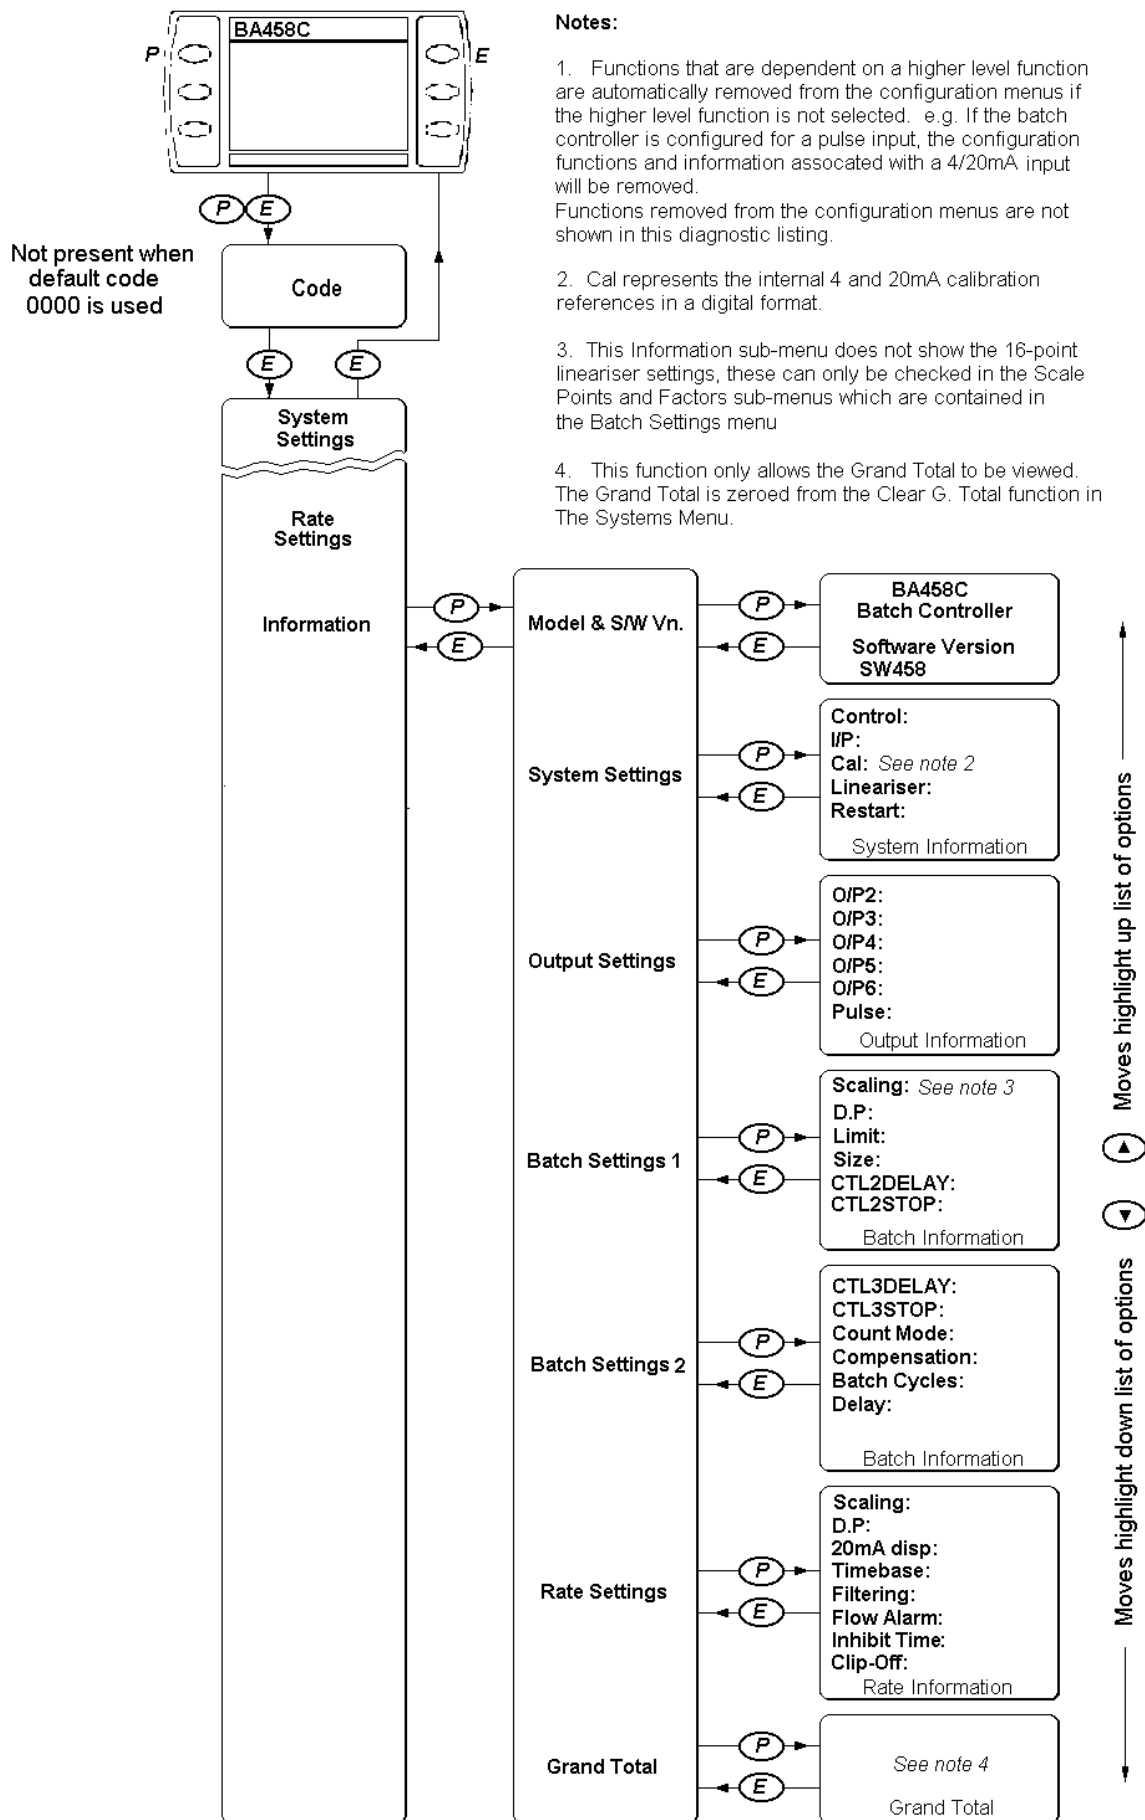 BA458C
P
E
P
E
Not present when
default code
0000 is used
Code
E
E
System
Settings
Rate
Settings
Information
Notes:
1. Functions that are dependent on a higher level function
are automatically removed from the configuration menus if
the higher level function is not selected. e.g. If the batch
controller is configured for a pulse input, the configuration
functions and information assocated with a 4/20mA input
will be removed.
Functions removed from the configuration menus are not
shown in this diagnostic listing.
2. Cal represents the internal 4 and 20mA calibration
references in a digital format.
3. This Information sub-menu does not show the 16-point
lineariser settings, these can only be checked in the Scale
Points and Factors sub-menus which are contained in
the Batch Settings menu
4. This function only allows the Grand Total to be viewed.
The Grand Total is zeroed from the Clear G. Total function in
The Systems Menu.
P
E
Model & S/W Vn.
P
E
BA458C
Batch Controller
Software Version
SW458
System Settings
P
E
Control:
I/P:
Cal: See note 2
Lineariser:
Restart:
System Information
Output Settings
P
E
O/P2:
O/P3:
O/P4:
O/P5:
O/P6:
Pulse:
Output Information
Batch Settings 1
P
E
Scaling: See note 3
D.P:
Limit:
Size:
CTL2DELAY:
CTL2STOP:
Batch Information
Batch Settings 2
P
E
CTL3DELAY:
CTL3STOP:
Count Mode:
Compensation:
Batch Cycles:
Delay:
Batch Information
Rate Settings
P
E
Scaling:
D.P:
20mA disp:
Timebase:
Filtering:
Flow Alarm:
Inhibit Time:
Clip-Off:
Rate Information
Grand Total
P
E
See note 4
Grand Total
Moves highlight up list of options
Moves highlight down list of options